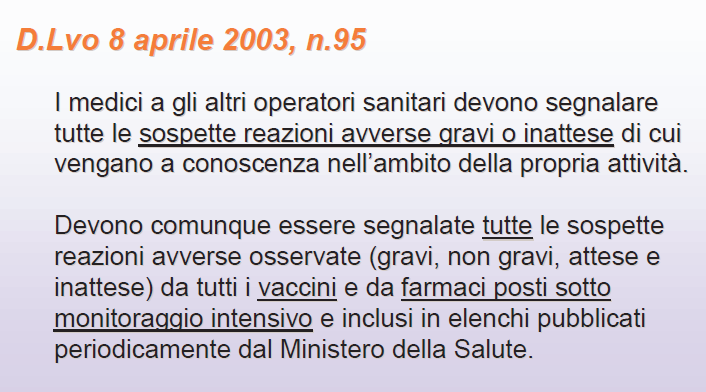 D.Lvo 8 aprile 2003, n.95
I medici a gli altri operatori sanitari devono segnalare
tutte le sospette reazioni avverse gravi o inattese di cui
vengano a conoscenza nell'ambito della propria attività.
Devono comunque essere segnalate tutte le sospette
reazioni avverse osservate (gravi, non gravi, attese e
inattese) da tutti i vaccini e da farmaci posti sotto
monitoraggio intensivo e inclusi in elenchi pubblicati
periodicamente dal Ministero della Salute.